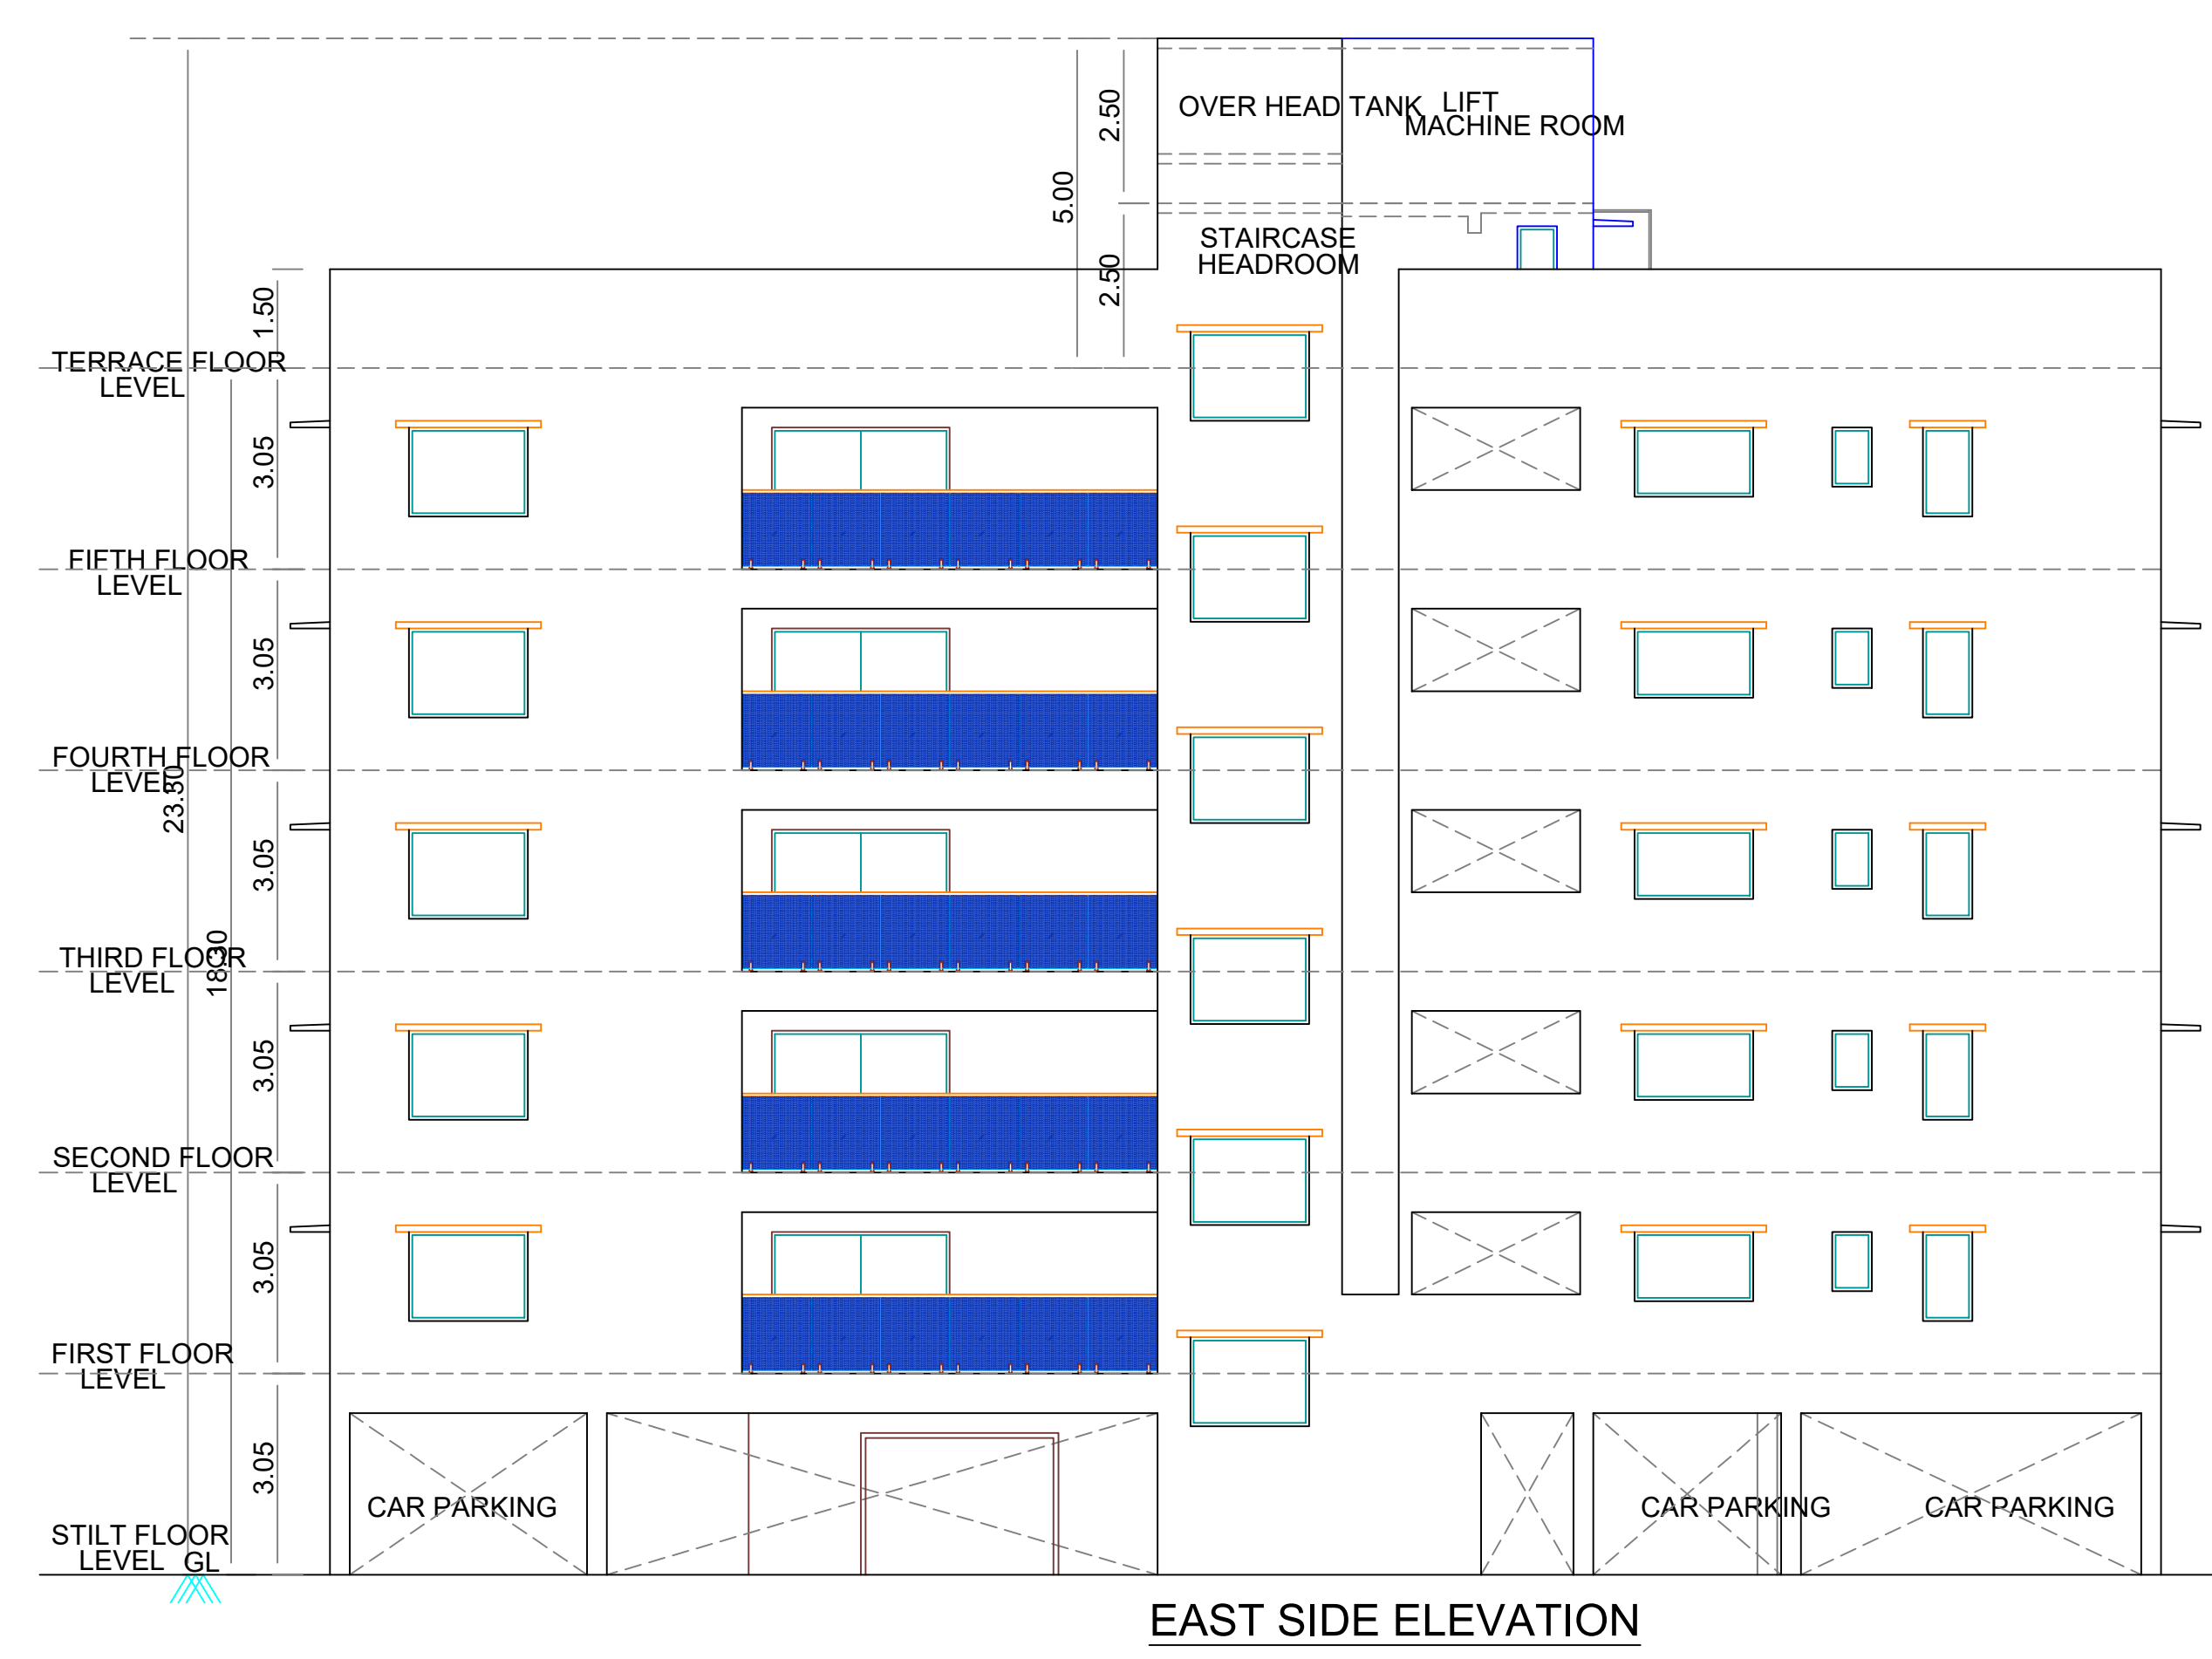 OVER HEAD TANK
LIFT
MACHINE ROOM
2.50
5.00
STAIRCASE
HEADROOM
2.50
1.50
TERRACE FLOOR
LEVEL
3.05
FIFTH FLOOR
LEVEL
3.05
FOURTH FLOOR
LEVEL
23.30
3.05
THIRD FLOOR
LEVEL
18.30
3.05
SECOND FLOOR
LEVEL
3.05
FIRST FLOOR
LEVEL
3.05
CAR PARKING
CAR PARKING
CAR PARKING
STILT FLOOR
LEVEL
GL
EAST SIDE ELEVATION